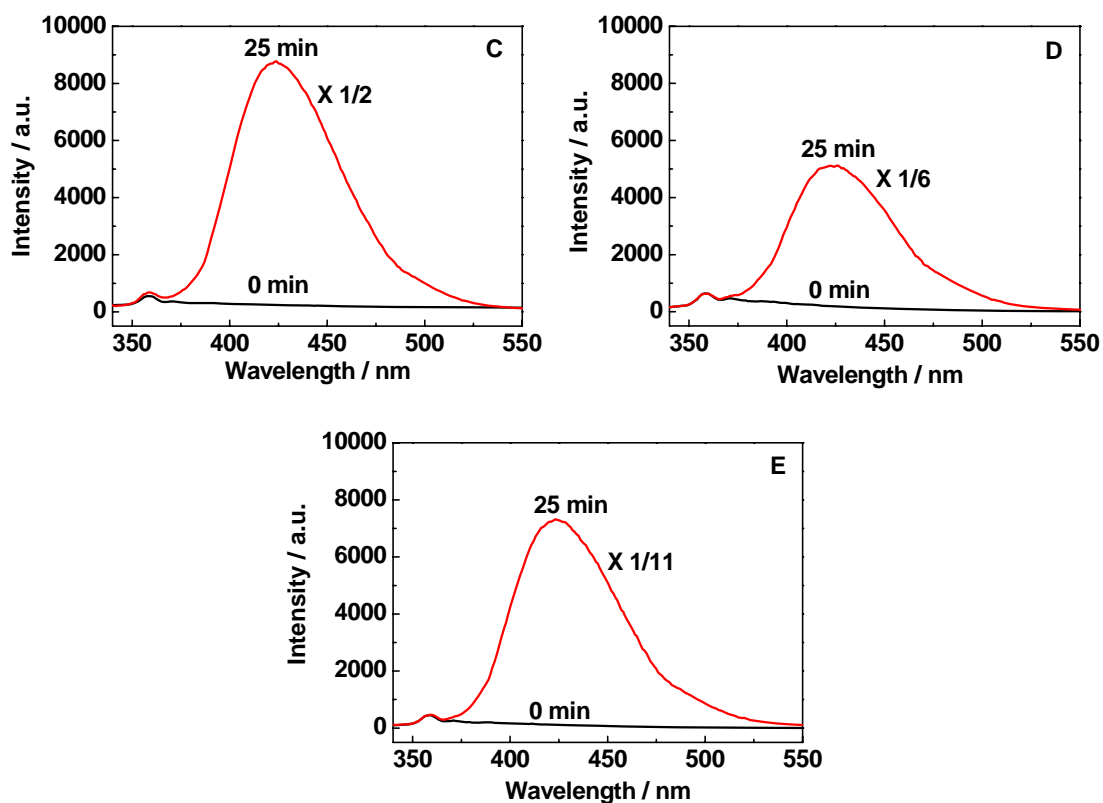 C
25 min
X 1/2
0 min
10000
8000
6000
4000
2000
0
Intensity / a.u.
350 400 450 500 550
Wavelength / nm
D
25 min
X 1/6
0 min
10000
8000
6000
4000
2000
0
Intensity / a.u.
350 400 450 500 550
Wavelength / nm
E
25 min
X 1/11
0 min
10000
8000
6000
4000
2000
0
Intensity / a.u.
350 400 450 500 550
Wavelength / nm